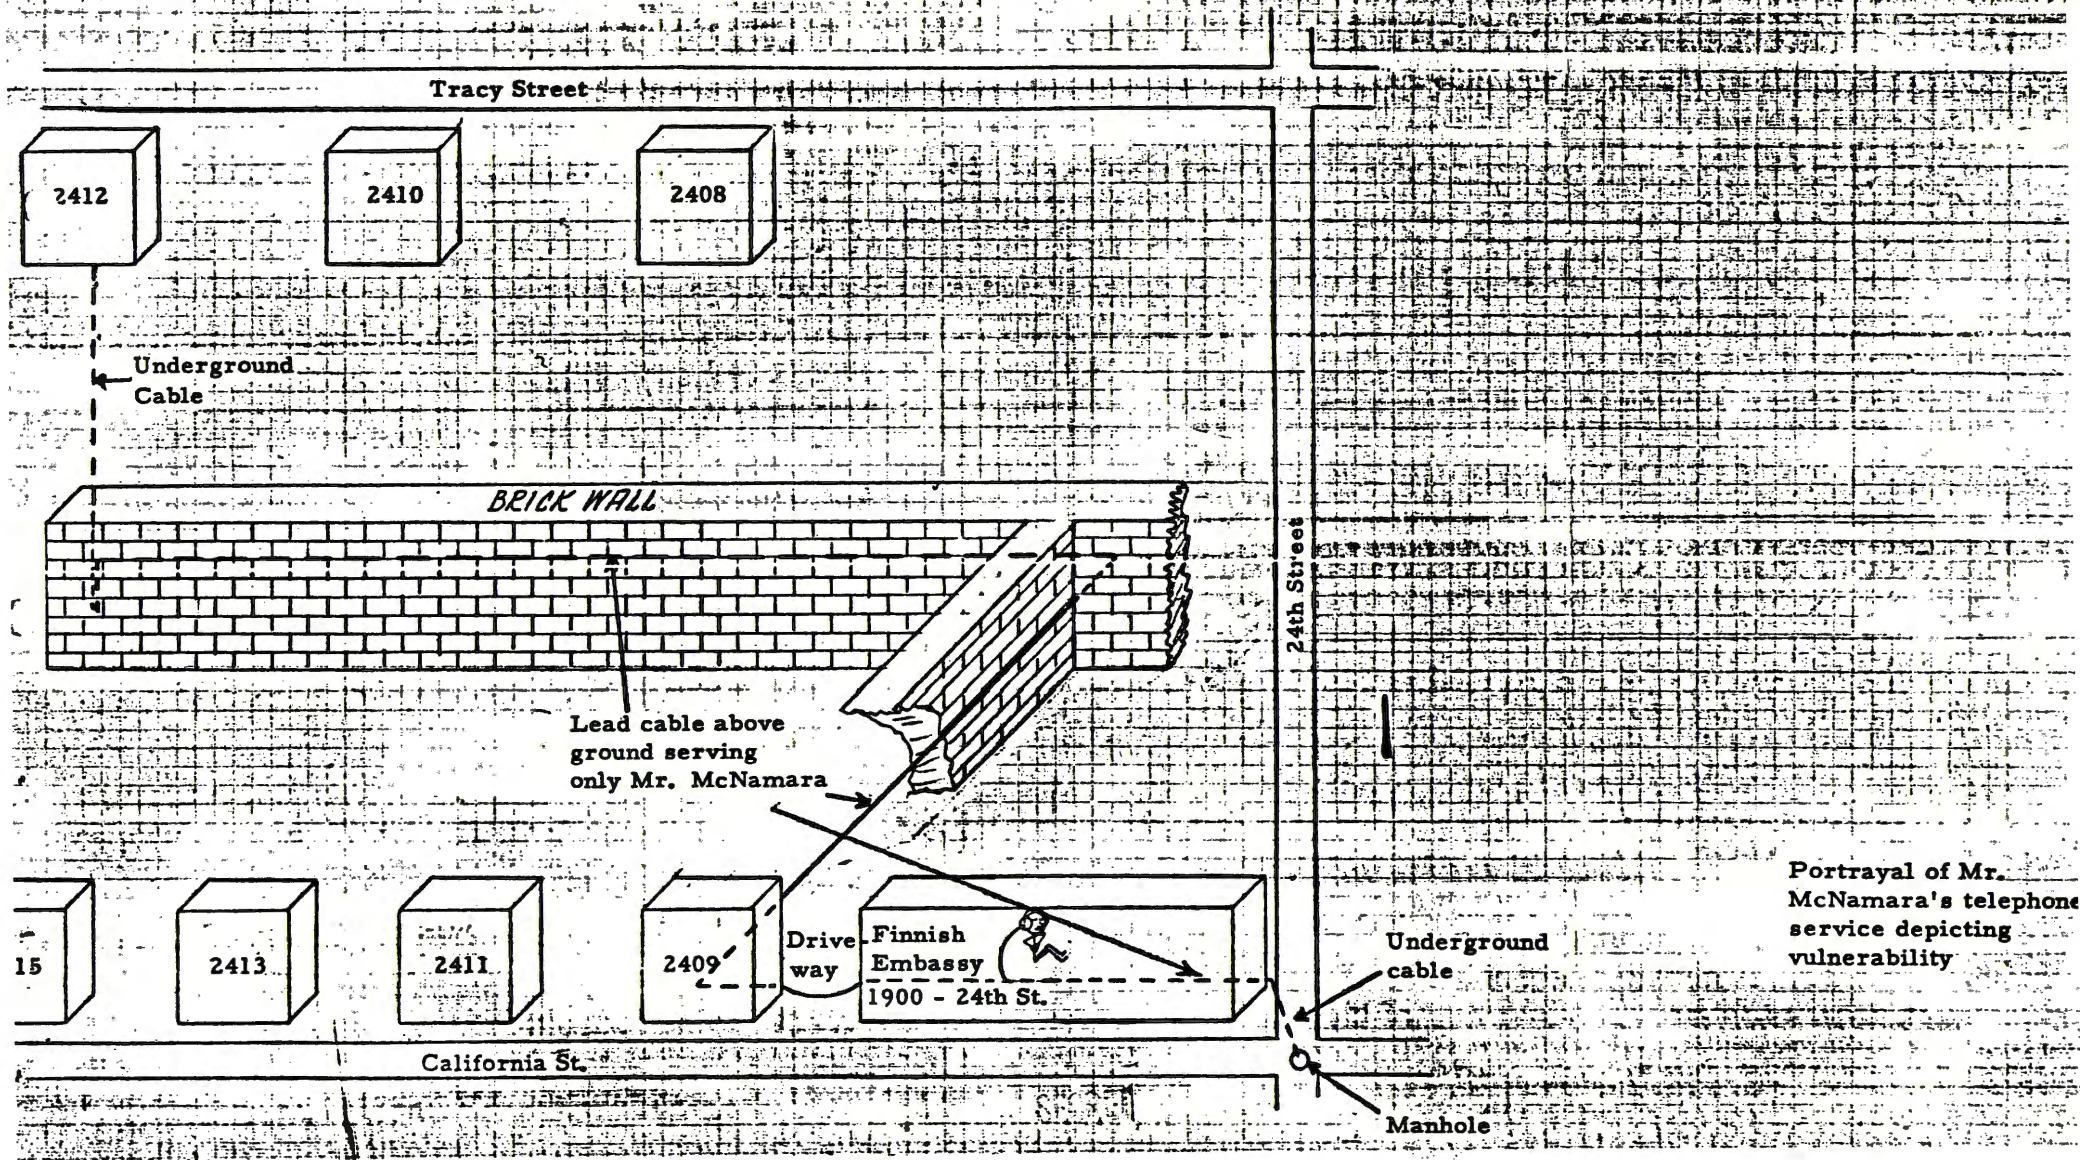 Tracy Street
2412
2410
2408
Underground
Cable
BRICK WALL
24th Street
Lead cable above
ground serving
only Mr. McNamara
15
2413
2411
2409
Drive-
way
Finnish
Embassy
1900 - 24th St.
Underground
cable
Portrayal of Mr.
McNamara's telephone
service depicting
vulnerability
California St.
Manhole